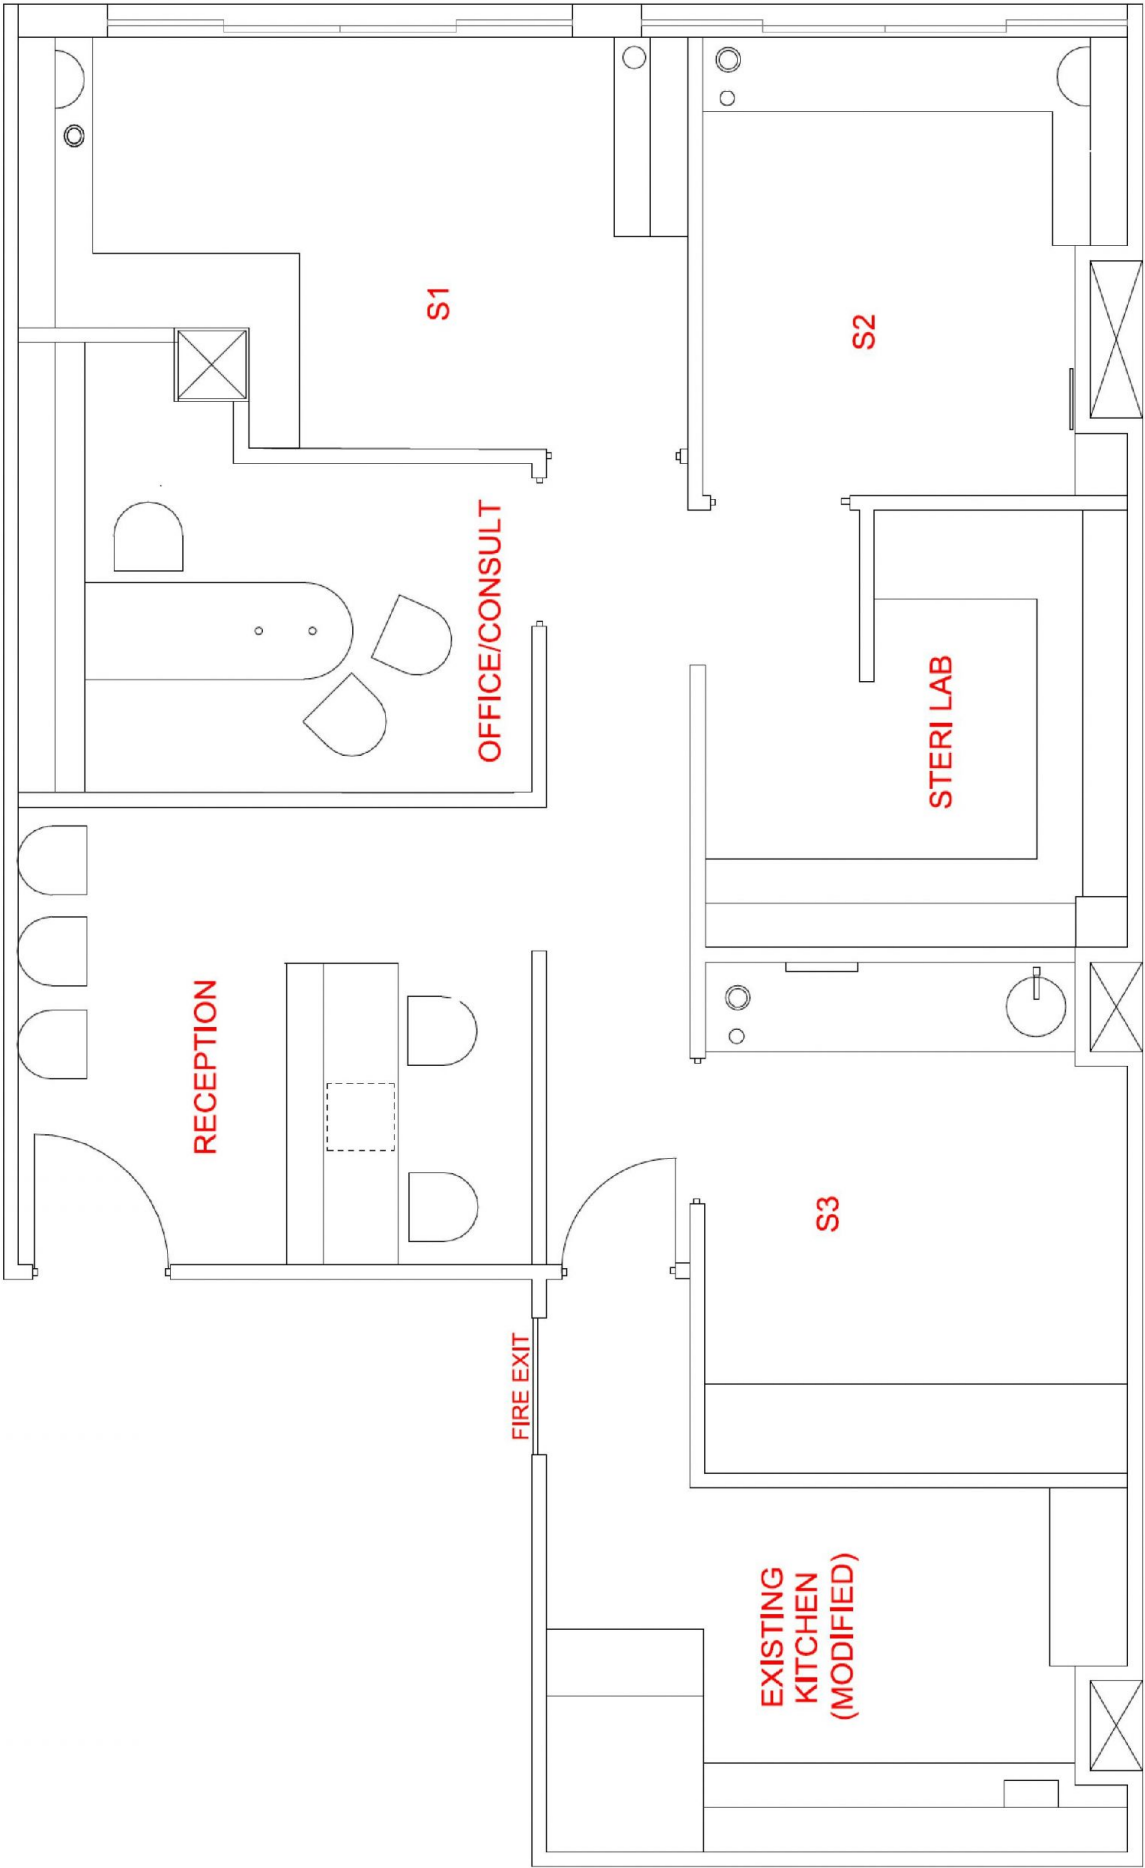 S1
S2
OFFICE/CONSULT
STERI LAB
RECEPTION
S3
FIRE EXIT
EXISTING
KITCHEN
(MODIFIED)